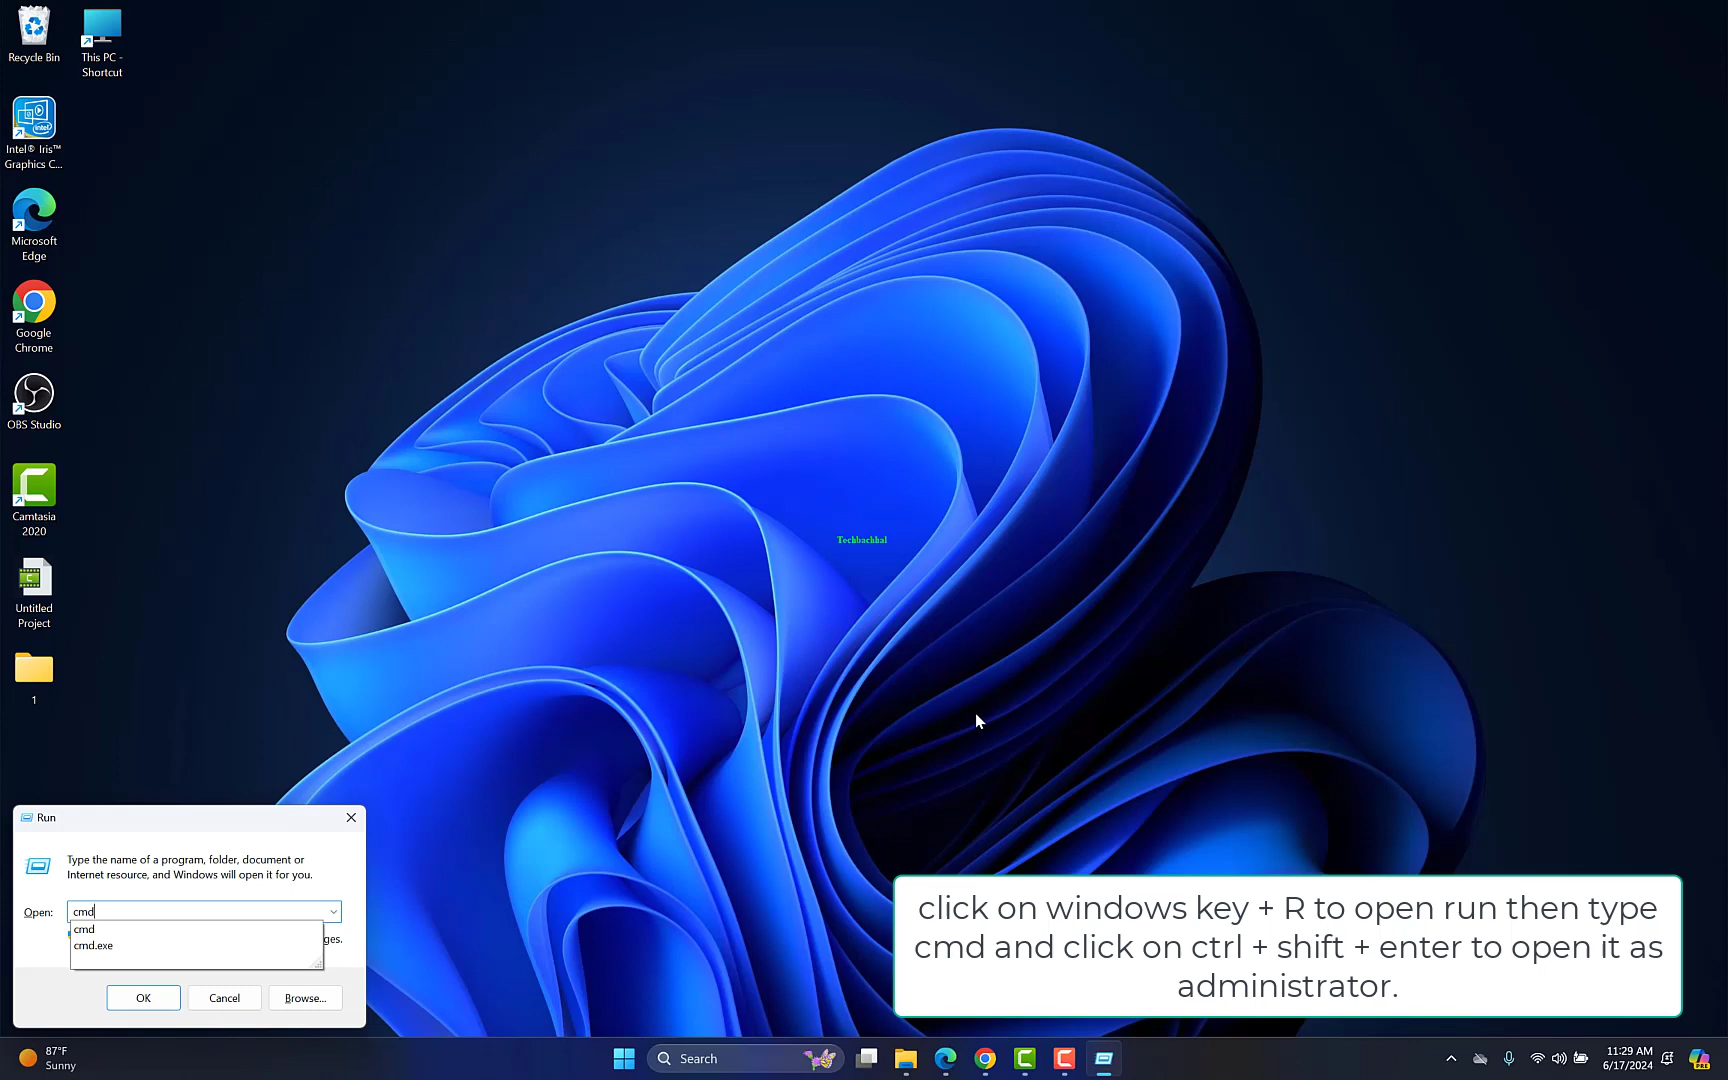 Recycle Bin
This PC -
Shortcut
Intel® Iris™
Graphics C...
Microsoft
Edge
Google
Chrome
OBS Studio
Camtasia
2020
Untitled
Project
1
Techbachhal
Run
Type the name of a program, folder, document or
Internet resource, and Windows will open it for you.
Open:
cmd
cmd
cmd.exe
ges.
OK
Cancel
Browse...
click on windows key + R to open run then type
cmd and click on ctrl + shift + enter to open it as
administrator.
87°F
Sunny
Search
11:29 AM
6/17/2024
PRE